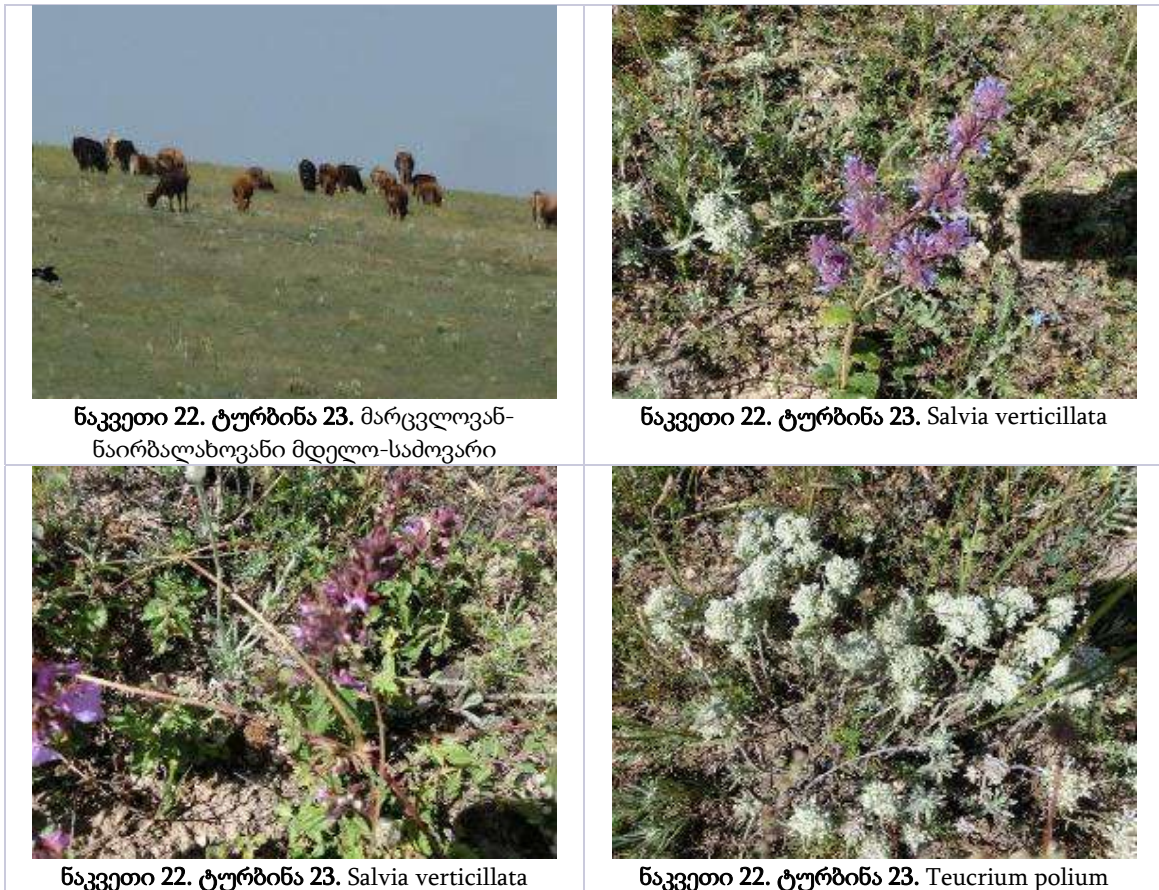 ნაკვეთი 22. ტურბინა 23. მარცვლოვან-
ნაირბალახოვანი მდელო-საძოვარი
ნაკვეთი 22. ტურბინა 23. Salvia verticillata
ნაკვეთი 22. ტურბინა 23. Salvia verticillata
ნაკვეთი 22. ტურბინა 23. Teucrium polium